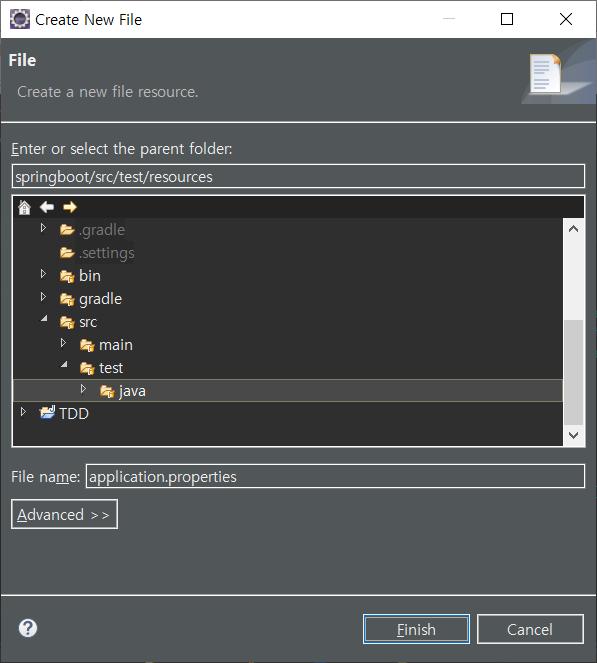 Create New File
File
Create a new file resource.
Enter or select the parent folder:
springboot/src/test/resources
.gradle
.settings
bin
gradle
src
main
test
java
TDD
File name: application.properties
Advanced >>
? Finish Cancel